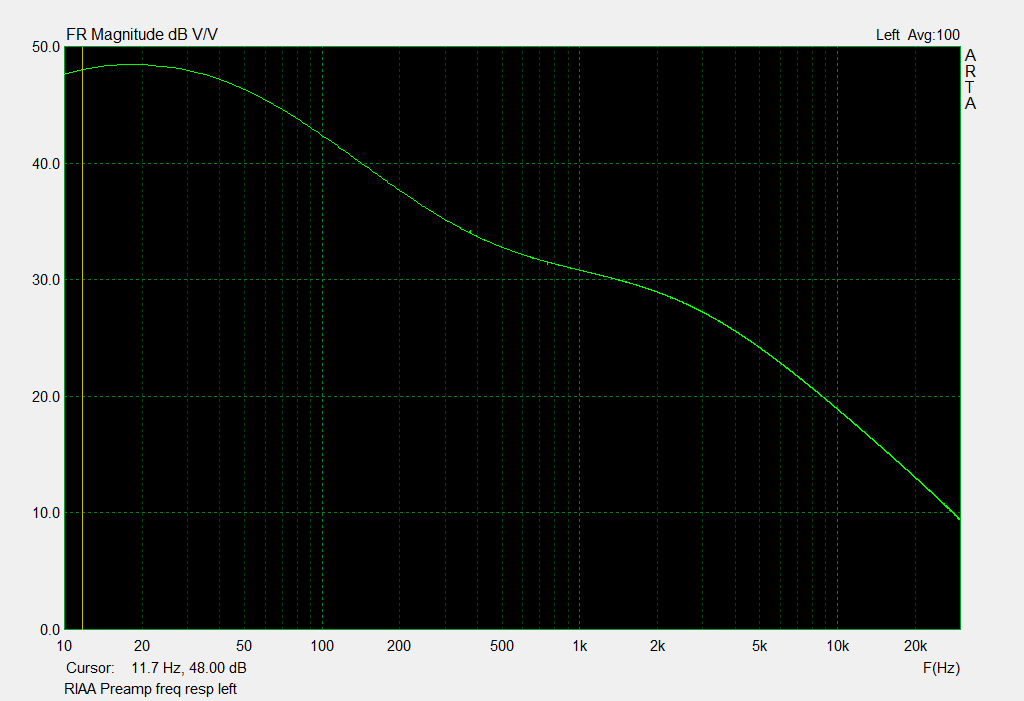 FR Magnitude dB V/V
Left Avg:100
50.0
40.0
30.0
20.0
10.0
0.0
A
R
T
A
10 20 50 100 200 500 1k 2k 5k 10k 20k
Cursor: 11.7 Hz, 48.00 dB
F(Hz)
RIAA Preamp freq resp left